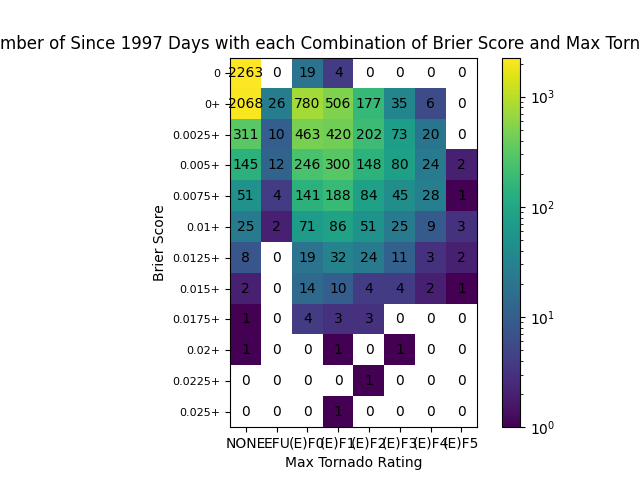 mber of Since 1997 Days with each Combination of Brier Score and Max Torn
0 2263 0 19 4 0 0 0 0
0+ 2068 26 780 506 177 35 6 0
0.0025+ 311 10 463 420 202 73 20 0
0.005+ 145 12 246 300 148 80 24 2
0.0075+ 51 4 141 188 84 45 28 1
0.01+ 25 2 71 86 51 25 9 3
0.0125+ 8 0 19 32 24 11 3 2
0.015+ 2 0 14 10 4 4 2 1
0.0175+ 1 0 4 3 3 0 0 0
0.02+ 1 0 0 1 0 1 0 0
0.0225+ 0 0 0 0 1 0 0 0
0.025+ 0 0 0 1 0 0 0 0
NONE EFU (E)F0 (E)F1 (E)F2 (E)F3 (E)F4 (E)F5
Max Tornado Rating
Brier Score
10³
10²
10¹
10⁰